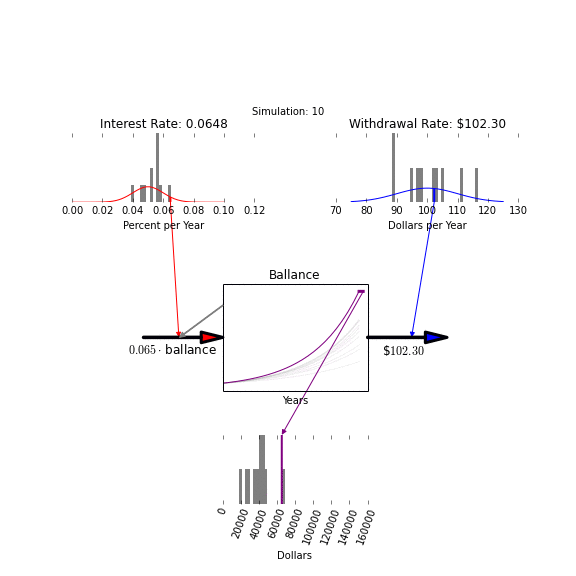 Simulation: 10
Interest Rate: 0.0648
Withdrawal Rate: $102.30
0.00 0.02 0.04 0.06 0.08 0.10 0.12
70 80 90 100 110 120 130
Percent per Year
Dollars per Year
Ballance
0.065 · ballance
$102.30
Years
0 20000 40000 60000 80000 100000 120000 140000 160000
Dollars